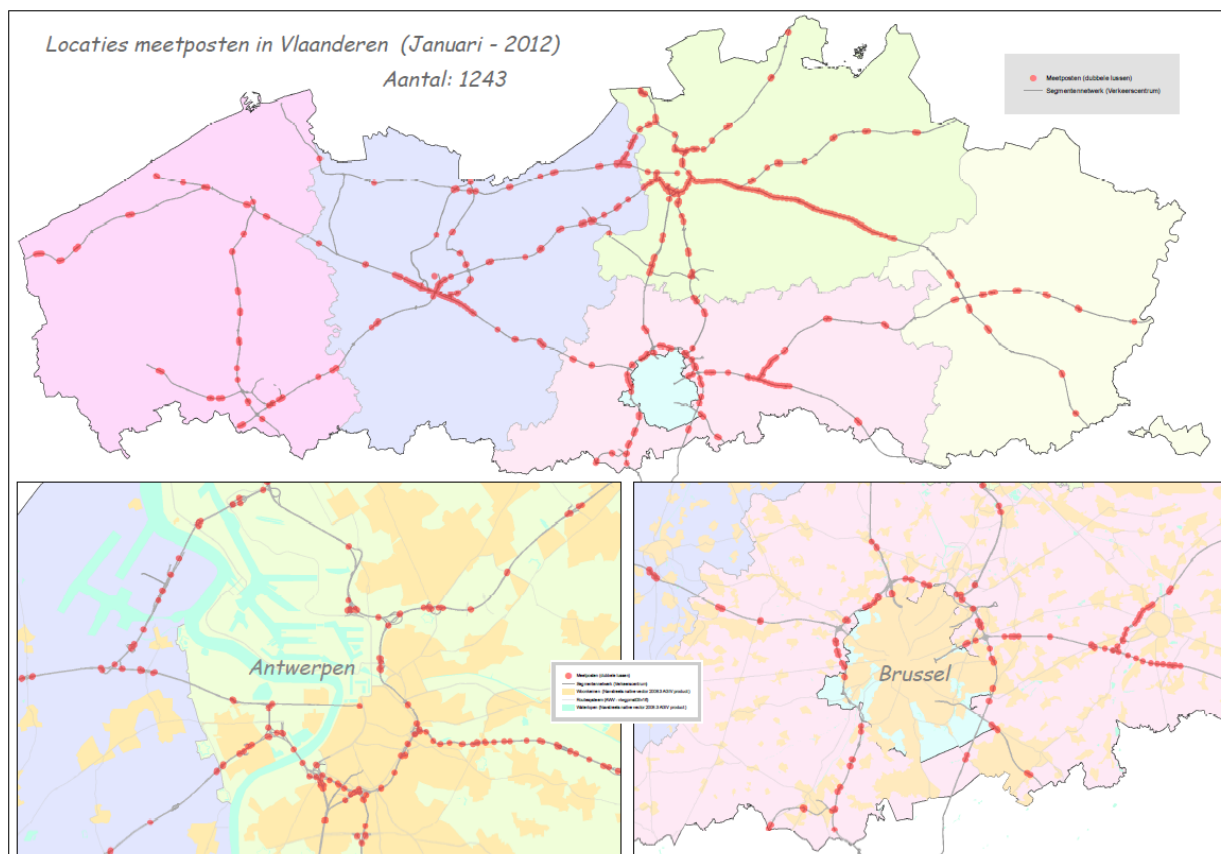 Locaties meetposten in Vlaanderen (Januari - 2012)
Aantal: 1243
Meetposten (dubbele lussen)
Segmentennetwerk (Verkeerscentrum)
Antwerpen
Meetposten (dubbele lussen)
Segmentennetwerk (Verkeerscentrum)
Brussel